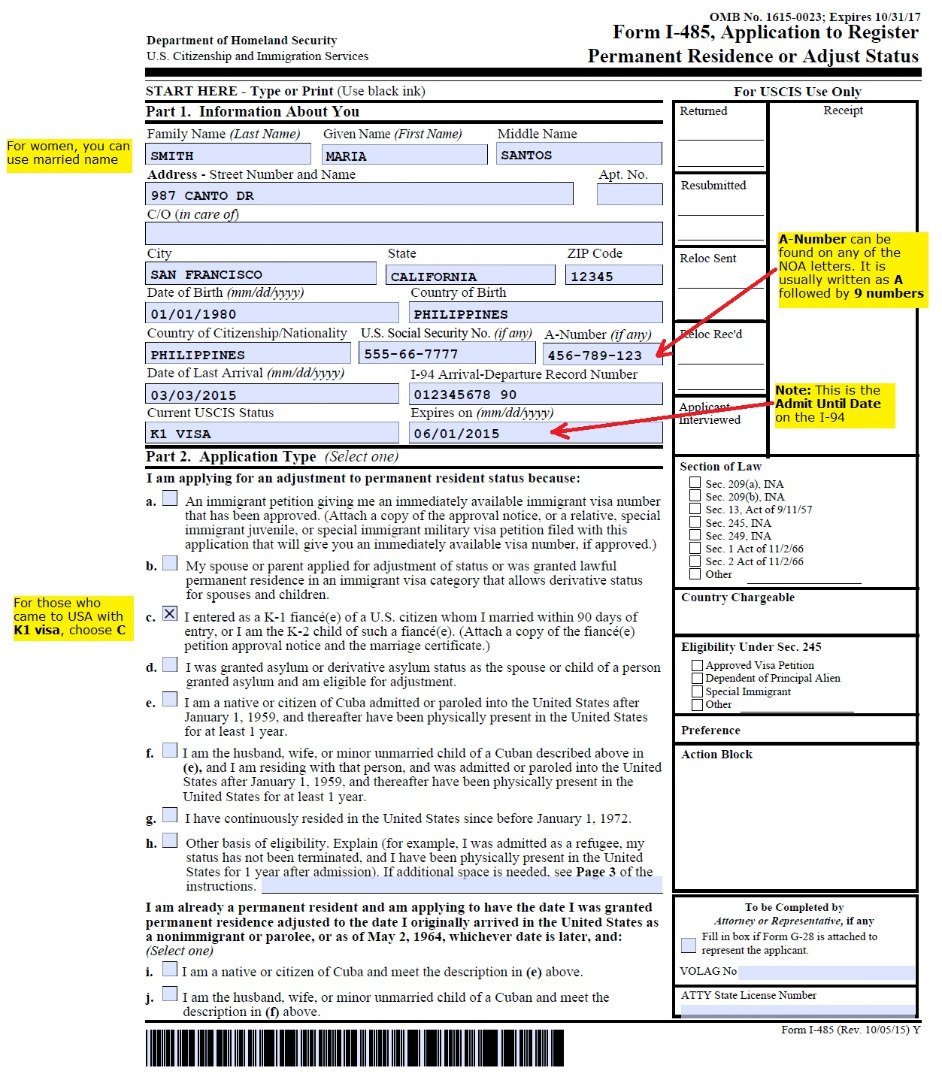 OMB No. 1615-0023; Expires 10/31/17
Department of Homeland Security
U.S. Citizenship and Immigration Services
Form I-485, Application to Register
Permanent Residence or Adjust Status
START HERE - Type or Print (Use black ink)
For USCIS Use Only
Part 1. Information About You
Family Name (Last Name) Given Name (First Name) Middle Name
SMITH MARIA SANTOS
For women, you can
use married name
Address - Street Number and Name Apt. No.
987 CANTO DR
C/O (in care of)
City State ZIP Code
SAN FRANCISCO CALIFORNIA 12345
Date of Birth (mm/dd/yyyy) Country of Birth
01/01/1980 PHILIPPINES
Country of Citizenship/Nationality U.S. Social Security No. (if any) A-Number (if any)
PHILIPPINES 555-66-7777 456-789-123
Date of Last Arrival (mm/dd/yyyy) I-94 Arrival-Departure Record Number
03/03/2015 012345678 90
Current USCIS Status Expires on (mm/dd/yyyy)
K1 VISA 06/01/2015
Returned Receipt
Resubmitted
Reloc Sent
Reloc Rec'd
Applicant
Interviewed
A-Number can be
found on any of the
NOA letters. It is
usually written as A
followed by 9 numbers
Note: This is the
Admit Until Date
on the I-94
Part 2. Application Type (Select one)
I am applying for an adjustment to permanent resident status because:
a. An immigrant petition giving me an immediately available immigrant visa number
that has been approved. (Attach a copy of the approval notice, or a relative, special
immigrant juvenile, or special immigrant military visa petition filed with this
application that will give you an immediately available visa number, if approved.)
b. My spouse or parent applied for adjustment of status or was granted lawful
permanent residence in an immigrant visa category that allows derivative status
for spouses and children.
For those who
came to USA with
K1 visa, choose C
c. I entered as a K-1 fiancé(e) of a U.S. citizen whom I married within 90 days of
entry, or I am the K-2 child of such a fiancé(e). (Attach a copy of the fiancé(e)
petition approval notice and the marriage certificate.)
d. I was granted asylum or derivative asylum status as the spouse or child of a person
granted asylum and am eligible for adjustment.
e. I am a native or citizen of Cuba admitted or paroled into the United States after
January 1, 1959, and thereafter have been physically present in the United States
for at least 1 year.
f. I am the husband, wife, or minor unmarried child of a Cuban described above in
(e), and I am residing with that person, and was admitted or paroled into the United
States after January 1, 1959, and thereafter have been physically present in the
United States for at least 1 year.
g. I have continuously resided in the United States since before January 1, 1972.
h. Other basis of eligibility. Explain (for example, I was admitted as a refugee, my
status has not been terminated, and I have been physically present in the United
States for 1 year after admission). If additional space is needed, see Page 3 of the
instructions.
I am already a permanent resident and am applying to have the date I was granted
permanent residence adjusted to the date I originally arrived in the United States as
a nonimmigrant or parolee, or as of May 2, 1964, whichever date is later, and:
(Select one)
i. I am a native or citizen of Cuba and meet the description in (e) above.
j. I am the husband, wife, or minor unmarried child of a Cuban and meet the
description in (f) above.
Section of Law
Sec. 209(a), INA
Sec. 209(b), INA
Sec. 13, Act of 9/11/57
Sec. 245, INA
Sec. 249, INA
Sec. 1 Act of 11/2/66
Sec. 2 Act of 11/2/66
Other
Country Chargeable
Eligibility Under Sec. 245
Approved Visa Petition
Dependent of Principal Alien
Special Immigrant
Other
Preference
Action Block
To be Completed by
Attorney or Representative, if any
Fill in box if Form G-28 is attached to
represent the applicant.
VOLAG No
ATTY State License Number
Form I-485 (Rev. 10/05/15) Y